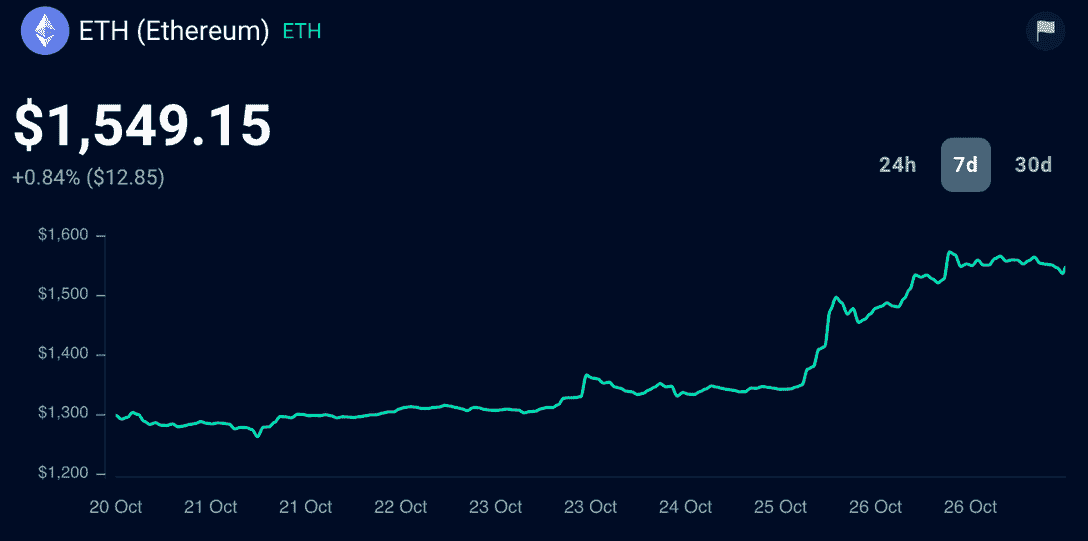 ETH (Ethereum) ETH
$1,549.15
+0.84% ($12.85)
24h 7d 30d
$1,600
$1,500
$1,400
$1,300
$1,200
20 Oct 21 Oct 21 Oct 22 Oct 23 Oct 23 Oct 24 Oct 25 Oct 26 Oct 26 Oct